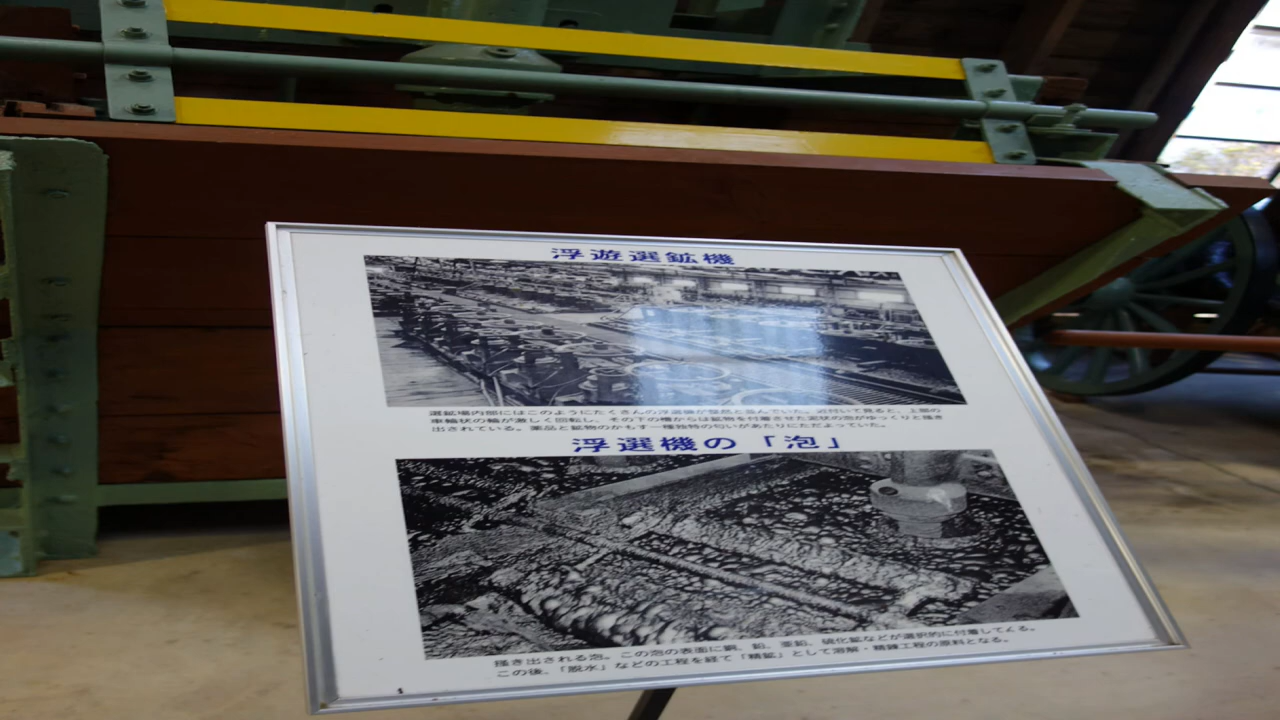 浮遊選鉱機
選鉱場内部にはこのようにたくさんの浮選機が整然と並んでいた。近付いて見ると、上部の
車輪状の輪が激しく回転し、その下の槽からは鉱物を付着させた泥状の泡がゆっくりと掻き
出されている。薬品と鉱物のかもす一種独特の匂いがあたりにただよっていた。
浮選機の「泡」
掻き出される泡。この泡の表面に銅、鉛、亜鉛、硫化鉱などが選択的に付着してくる。
この後、「脱水」などの工程を経て「精鉱」として溶解・精錬工程の原料となる。